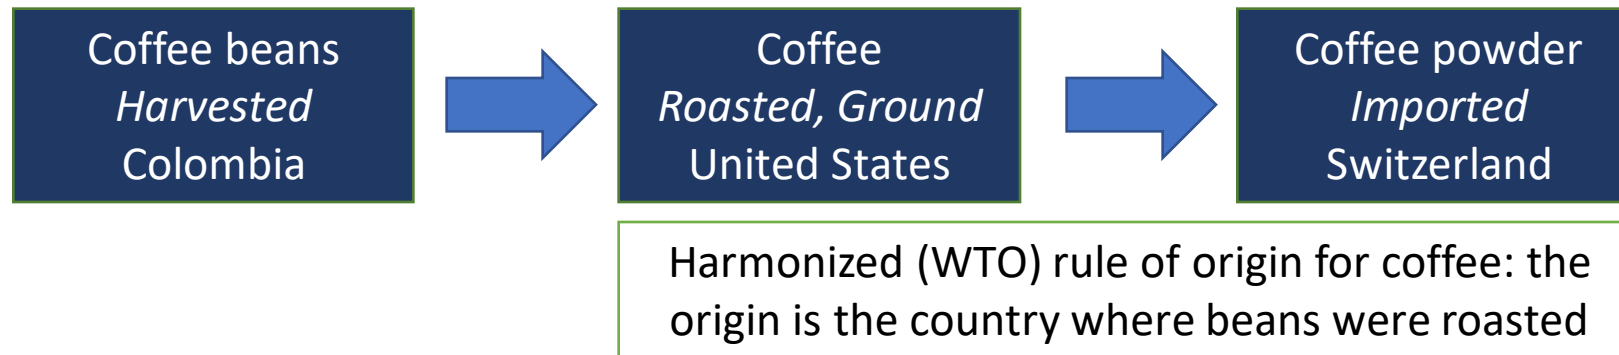 Coffee beans
Harvested
Colombia
Coffee
Roasted, Ground
United States
Coffee powder
Imported
Switzerland
Harmonized (WTO) rule of origin for coffee: the
origin is the country where beans were roasted